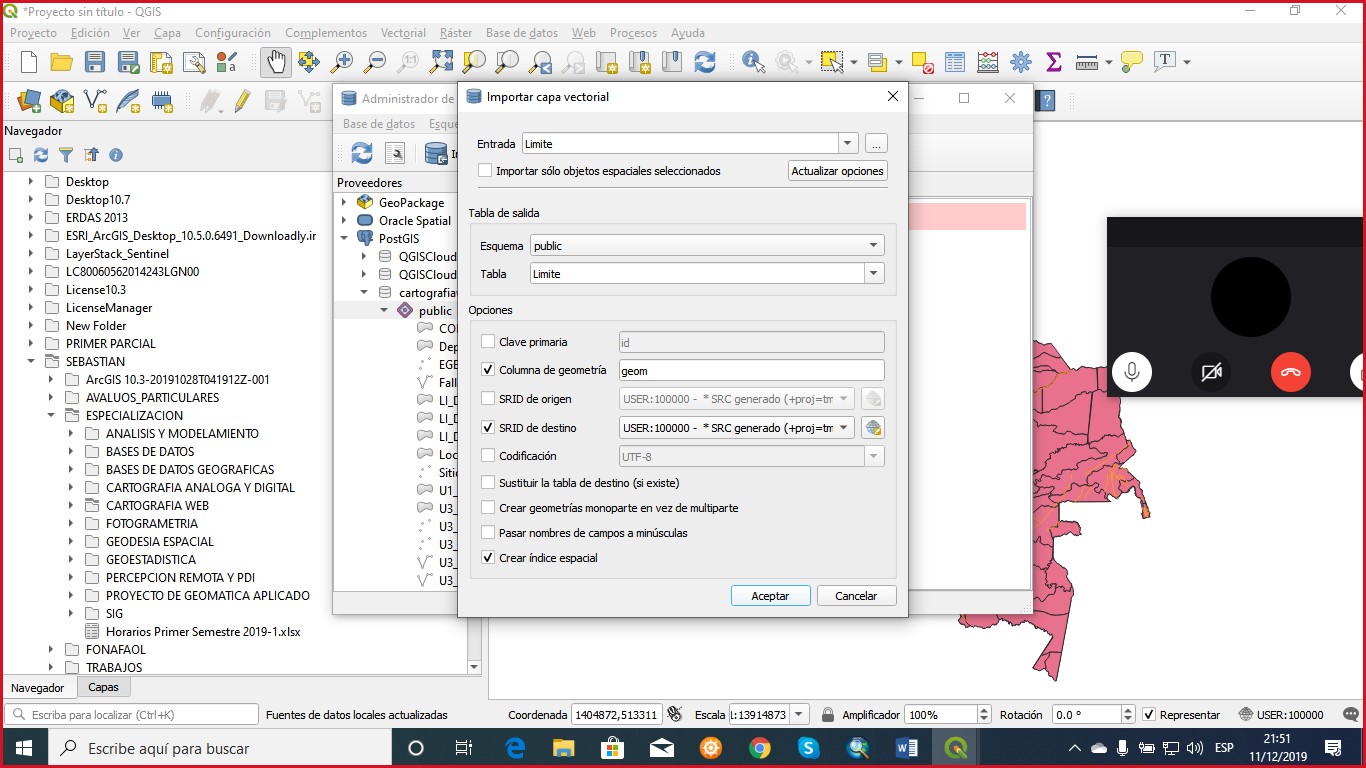 *Proyecto sin título - QGIS
Proyecto Edición Ver Capa Configuración Complementos Vectorial Ráster Base de datos Web Procesos Ayuda
Navegador
Desktop
Desktop10.7
ERDAS 2013
ESRI_ArcGIS_Desktop_10.5.0.6491_Downloadly.ir
LayerStack_Sentinel
LC80060562014243LGN00
License10.3
LicenseManager
New Folder
PRIMER PARCIAL
SEBASTIAN
ArcGIS 10.3-20191028T041912Z-001
AVALUOS_PARTICULARES
ESPECIALIZACION
ANALISIS Y MODELAMIENTO
BASES DE DATOS
BASES DE DATOS GEOGRAFICAS
CARTOGRAFIA ANALOGA Y DIGITAL
CARTOGRAFIA WEB
FOTOGRAMETRIA
GEODESIA ESPACIAL
GEOESTADISTICA
PERCEPCION REMOTA Y PDI
PROYECTO DE GEOMATICA APLICADO
SIG
Horarios Primer Semestre 2019-1.xlsx
FONAFAOL
TRABAJOS
Navegador Capas
Administrador de
Base de datos Esque
Proveedores
GeoPackage
Oracle Spatial
PostGIS
QGISCloud
QGISCloud
cartografia
public
COI
Dep
EGE
Fall
LI_D
LI_D
LI_D
Loc
Sitic
U1_
U3_
U3_
U3_
U3_
U3_
Importar capa vectorial
Entrada Limite ...
Importar sólo objetos espaciales seleccionados Actualizar opciones
Tabla de salida
Esquema public
Tabla Limite
Opciones
Clave primaria id
Columna de geometría geom
SRID de origen USER:100000 - * SRC generado (+proj=tm
SRID de destino USER:100000 - * SRC generado (+proj=tm
Codificación UTF-8
Sustituir la tabla de destino (si existe)
Crear geometrías monoparte en vez de multiparte
Pasar nombres de campos a minúsculas
Crear índice espacial
Aceptar Cancelar
Escriba para localizar (Ctrl+K) Fuentes de datos locales actualizadas Coordenada 1404872,513311 Escala 1:13914873 Amplificador 100% Rotación 0.0 ° Representar USER:100000
Escribe aquí para buscar
ESP
21:51
11/12/2019